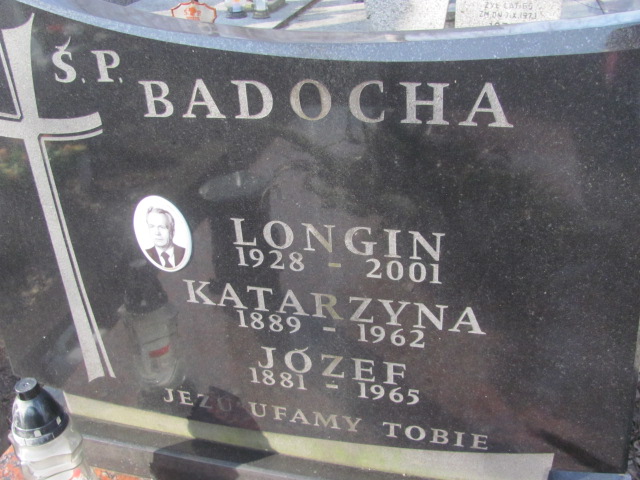 Ś.P.
BADOCHA
LONGIN
1928 - 2001
KATARZYNA
1889 - 1962
JÓZEF
1881 - 1965
JEZU UFAMY TOBIE